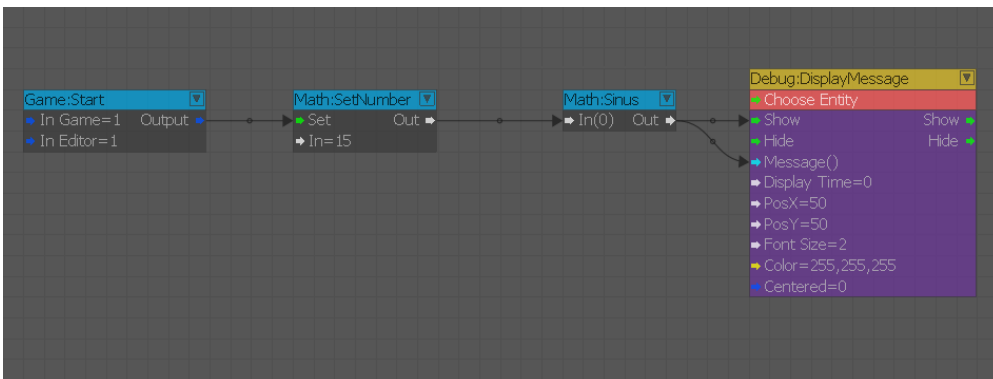 Game:Start
In Game=1 Output
In Editor=1
Math:SetNumber
Set Out
In=15
Math:Sinus
In(0) Out
Debug:DisplayMessage
Choose Entity
Show Show
Hide Hide
Message()
Display Time=0
PosX=50
PosY=50
Font Size=2
Color=255,255,255
Centered=0